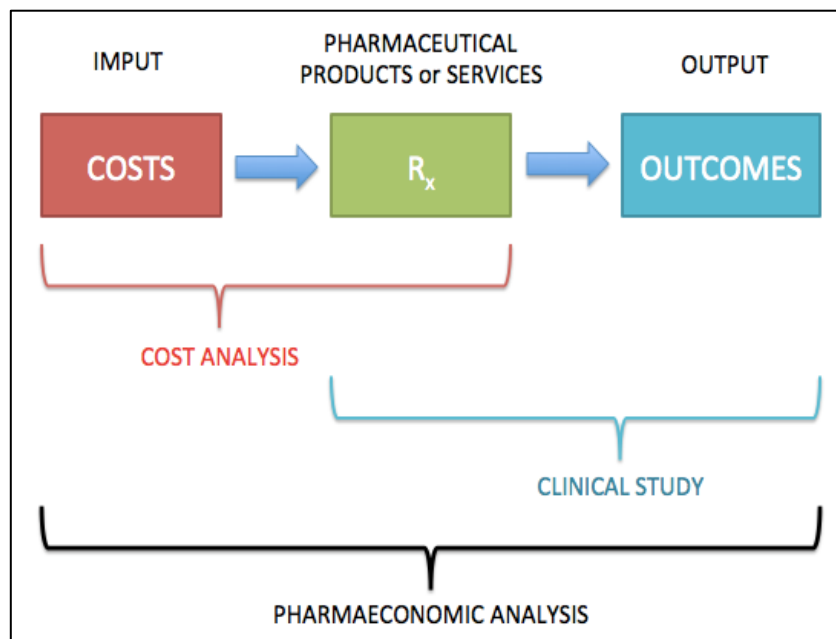 IMPUT
PHARMACEUTICAL
PRODUCTS or SERVICES
OUTPUT
COSTS
Rx
OUTCOMES
COST ANALYSIS
CLINICAL STUDY
PHARMAECONOMIC ANALYSIS